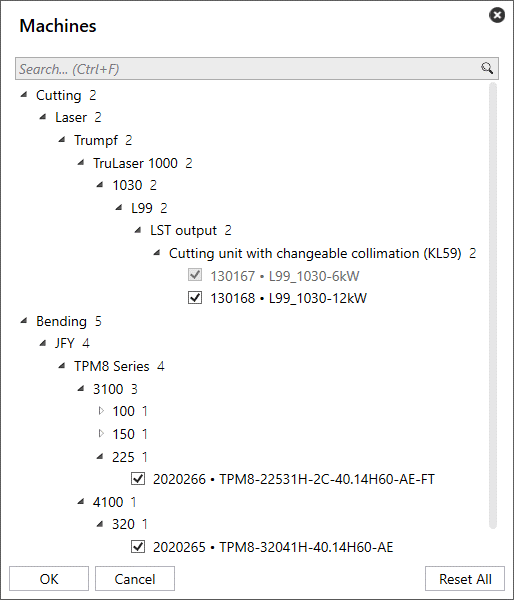 Machines
Search... (Ctrl+F)
Cutting 2
Laser 2
Trumpf 2
TruLaser 1000 2
1030 2
L99 2
LST output 2
Cutting unit with changeable collimation (KL59) 2
130167 • L99_1030-6kW
130168 • L99_1030-12kW
Bending 5
JFY 4
TPM8 Series 4
3100 3
100 1
150 1
225 1
2020266 • TPM8-22531H-2C-40.14H60-AE-FT
4100 1
320 1
2020265 • TPM8-32041H-40.14H60-AE
OK Cancel Reset All